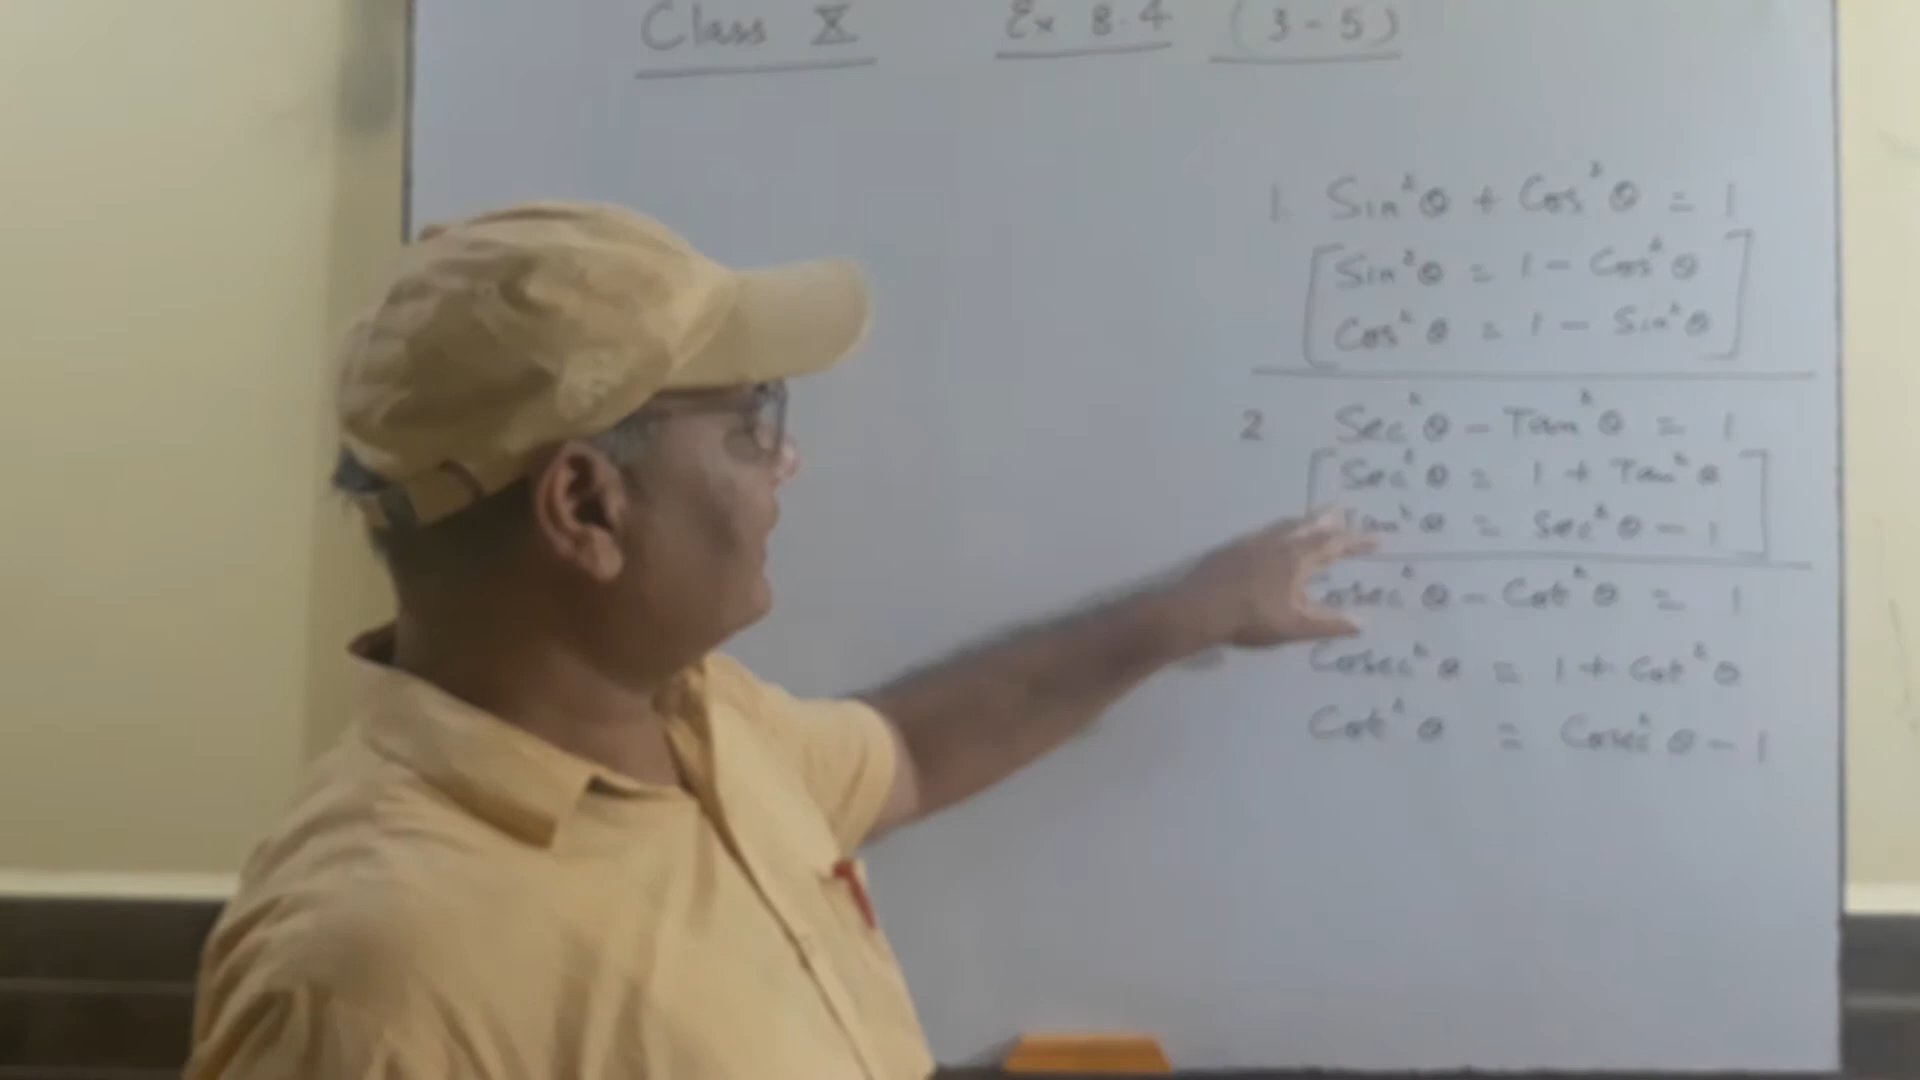 Class X Ex 8.4 (3-5)
1. Sin²θ + Cos²θ = 1
Sin²θ = 1 - Cos²θ
Cos²θ = 1 - Sin²θ
2 Sec²θ - Tan²θ = 1
Sec²θ = 1 + Tan²θ
Tan²θ = Sec²θ - 1
Cosec²θ - Cot²θ = 1
Cosec²θ = 1 + Cot²θ
Cot²θ = Cosec²θ - 1